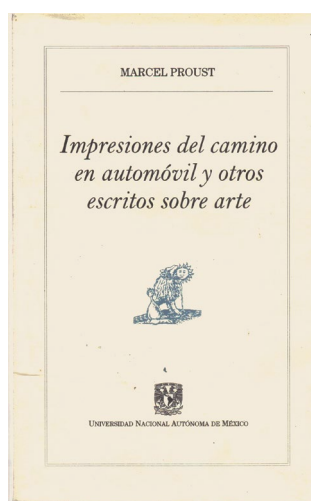 MARCEL PROUST
Impresiones del camino
en automóvil y otros
escritos sobre arte
UNIVERSIDAD NACIONAL AUTÓNOMA DE MÉXICO